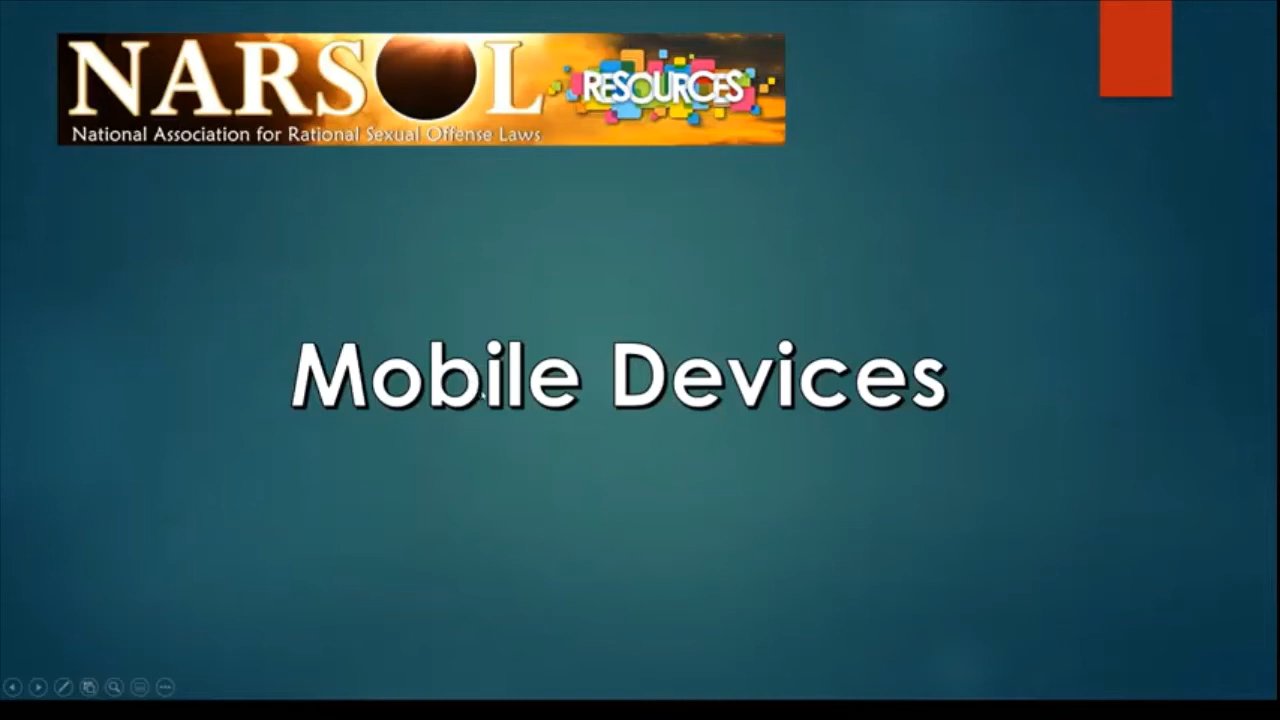 NARSOL
RESOURCES
National Association for Rational Sexual Offense Laws
Mobile Devices